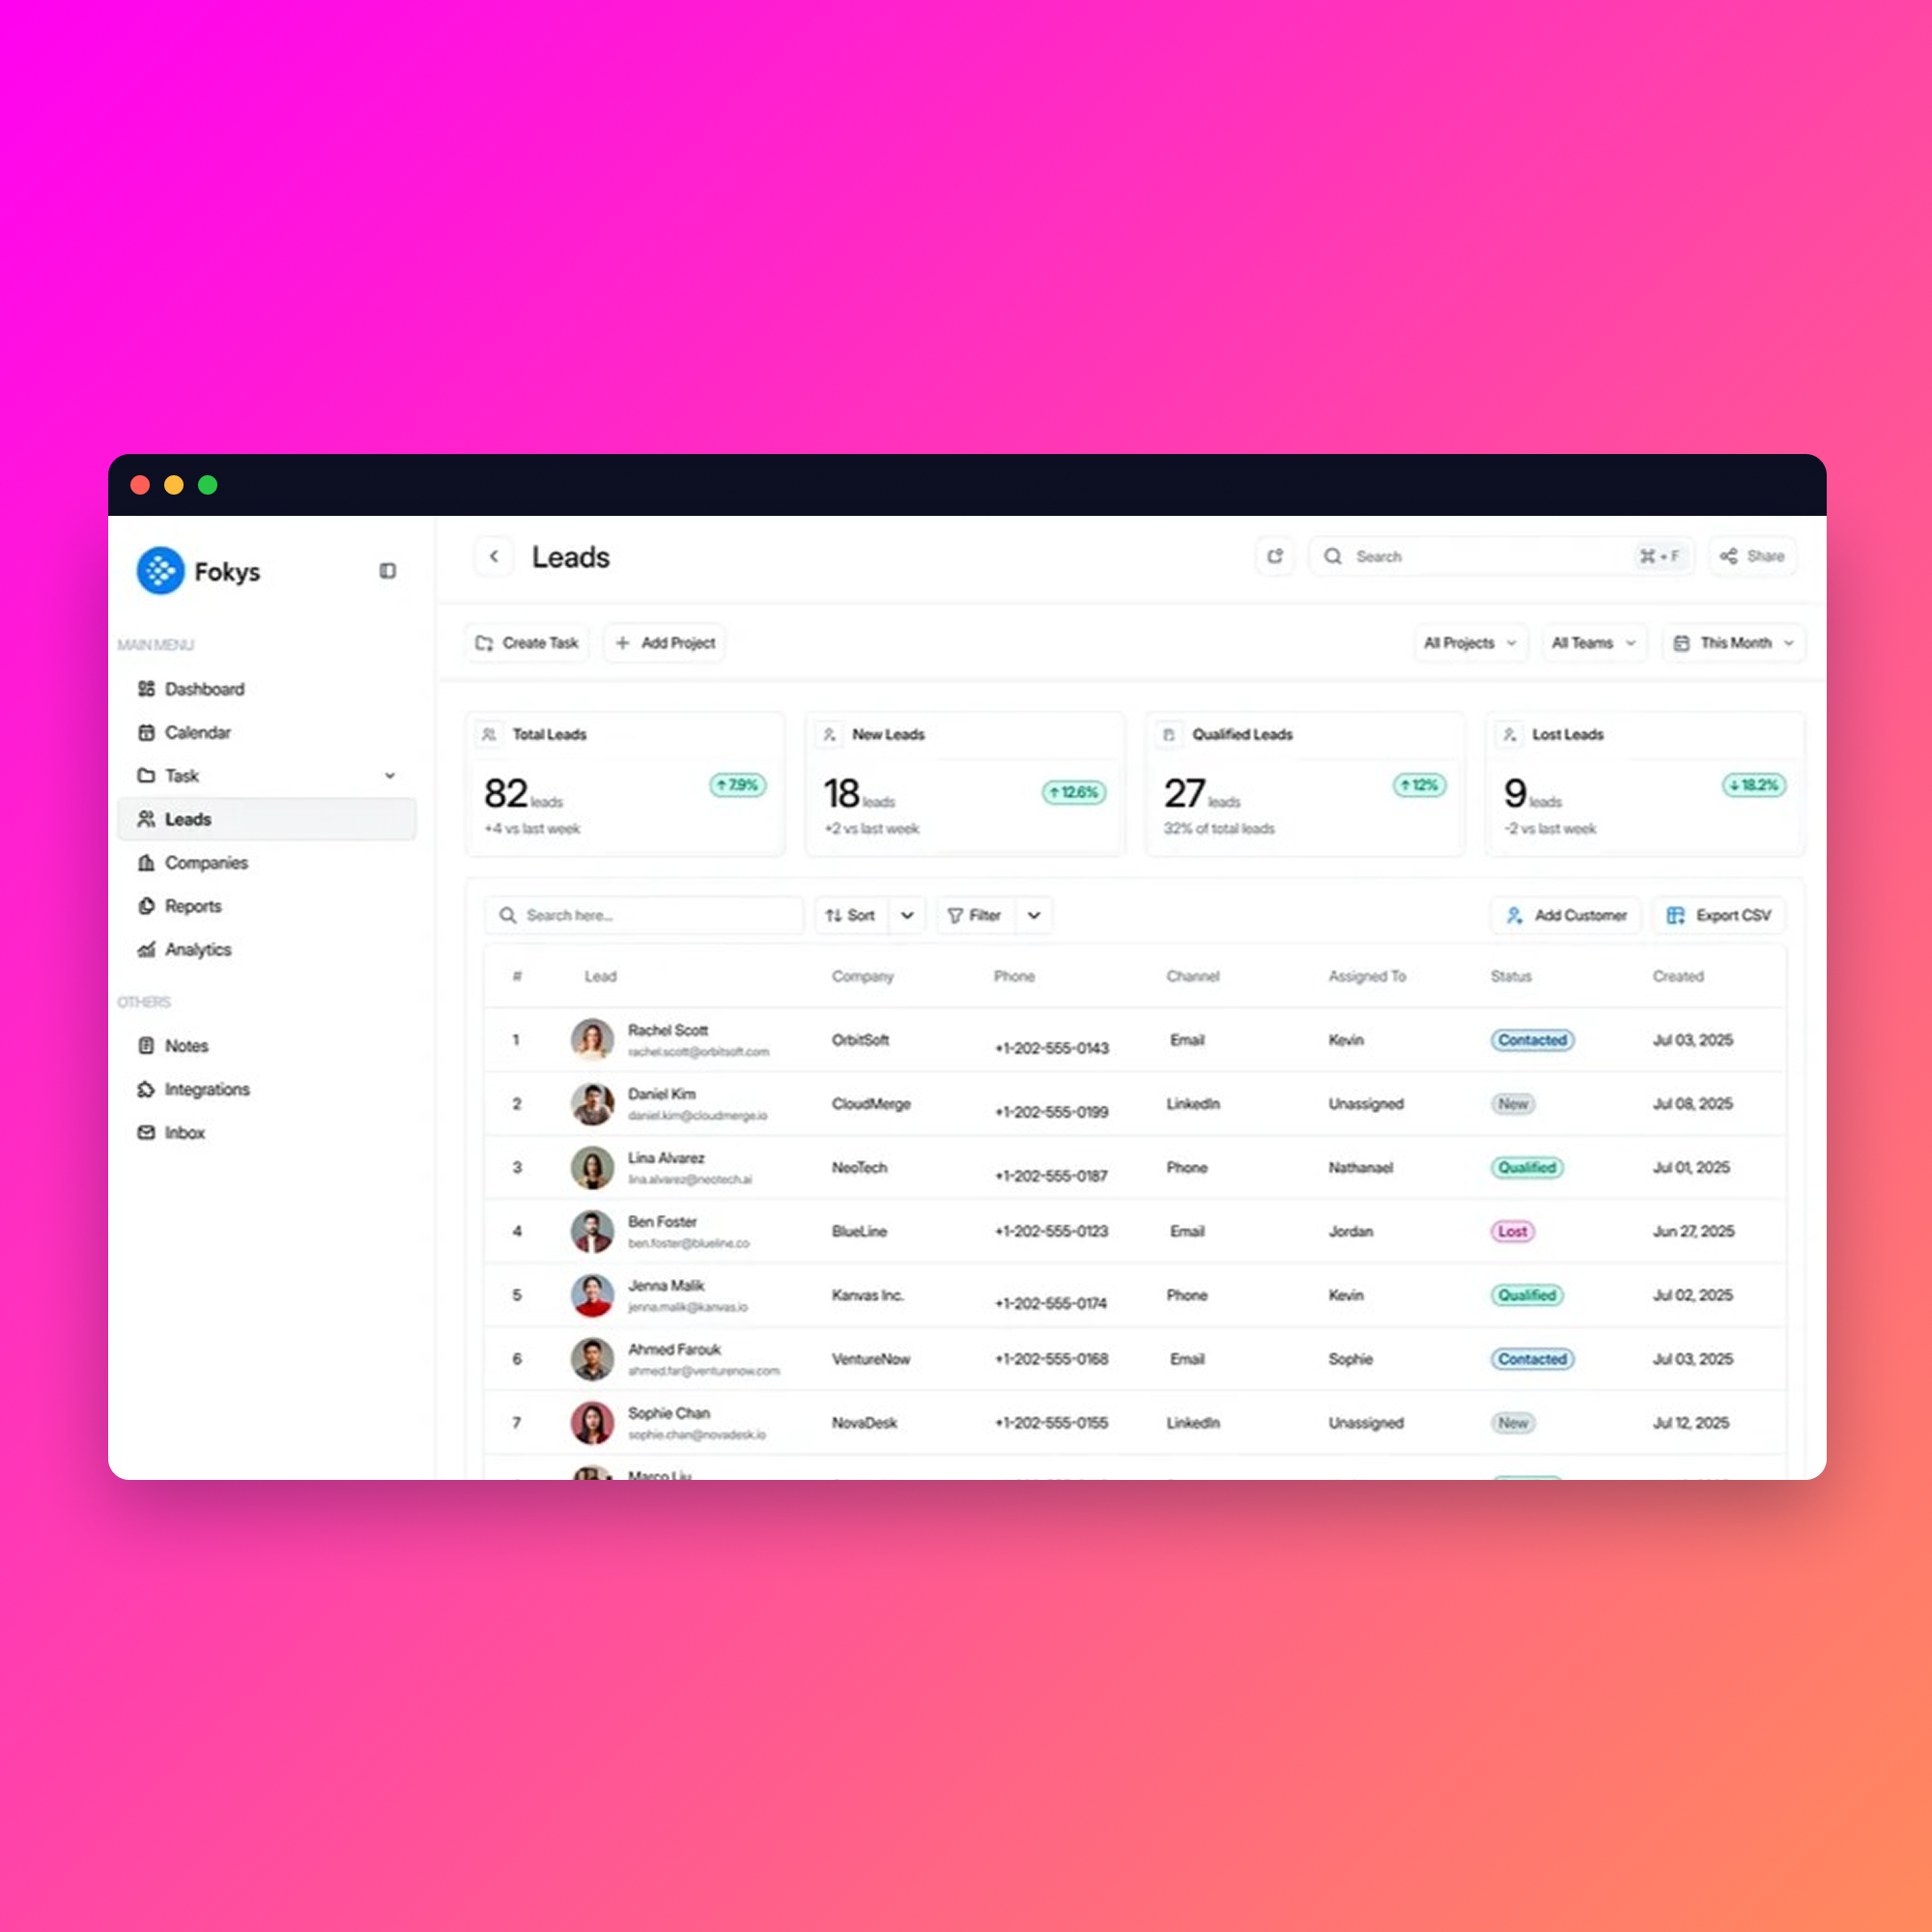 Fokys
MAIN MENU
Dashboard
Calendar
Task
Leads
Companies
Reports
Analytics
OTHERS
Notes
Integrations
Inbox
Leads
Search ⌘ + F Share
Create Task + Add Project All Projects All Teams This Month
Total Leads
82 leads ↑ 7.9%
+4 vs last week
New Leads
18 leads ↑ 12.6%
+2 vs last week
Qualified Leads
27 leads ↑ 12%
32% of total leads
Lost Leads
9 leads ↓ 18.2%
-2 vs last week
Search here... Sort Filter Add Customer Export CSV
# Lead Company Phone Channel Assigned To Status Created
1 Rachel Scott OrbitSoft +1-202-555-0143 Email Kevin Contacted Jul 03, 2025
rachel.scott@orbitsoft.com
2 Daniel Kim CloudMerge +1-202-555-0199 LinkedIn Unassigned New Jul 08, 2025
daniel.kim@cloudmerge.io
3 Lina Alvarez NeoTech +1-202-555-0187 Phone Nathanael Qualified Jul 01, 2025
lina.alvarez@neotech.ai
4 Ben Foster BlueLine +1-202-555-0123 Email Jordan Lost Jun 27, 2025
ben.foster@blueline.co
5 Jenna Malik Kanvas Inc. +1-202-555-0174 Phone Kevin Qualified Jul 02, 2025
jenna.malik@kanvas.io
6 Ahmed Farouk VentureNow +1-202-555-0168 Email Sophie Contacted Jul 03, 2025
ahmed.far@venturenow.com
7 Sophie Chan NovaDesk +1-202-555-0155 LinkedIn Unassigned New Jul 12, 2025
sophie.chan@novadesk.io
Marco Liu